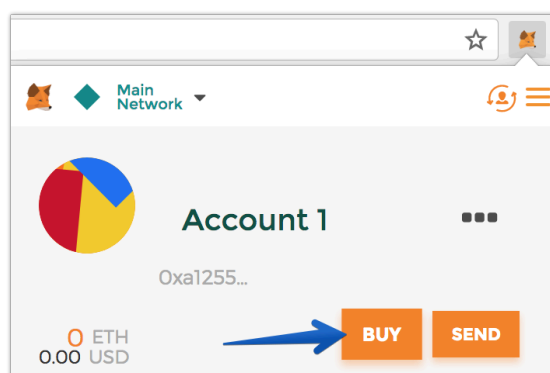 Main
Network
Account 1
0xa1255...
0 ETH
0.00 USD
BUY
SEND